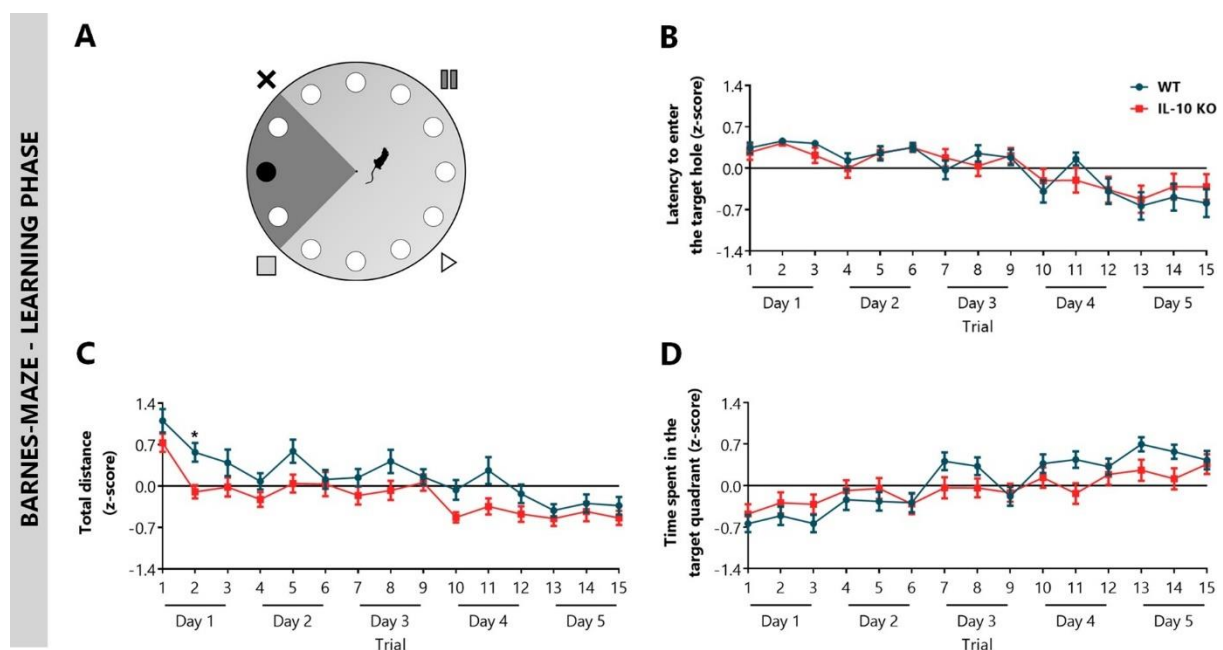 BARNES-MAZE - LEARNING PHASE
A
B
Latency to enter
the target hole (z-score)
1.4
0.7
0.0
-0.7
-1.4
WT
IL-10 KO
1 2 3 4 5 6 7 8 9 10 11 12 13 14 15
Day 1 Day 2 Day 3 Day 4 Day 5
Trial
C
Total distance
(z-score)
1.4
0.7
0.0
-0.7
-1.4
*
1 2 3 4 5 6 7 8 9 10 11 12 13 14 15
Day 1 Day 2 Day 3 Day 4 Day 5
Trial
D
Time spent in the
target quadrant (z-score)
1.4
0.7
0.0
-0.7
-1.4
1 2 3 4 5 6 7 8 9 10 11 12 13 14 15
Day 1 Day 2 Day 3 Day 4 Day 5
Trial